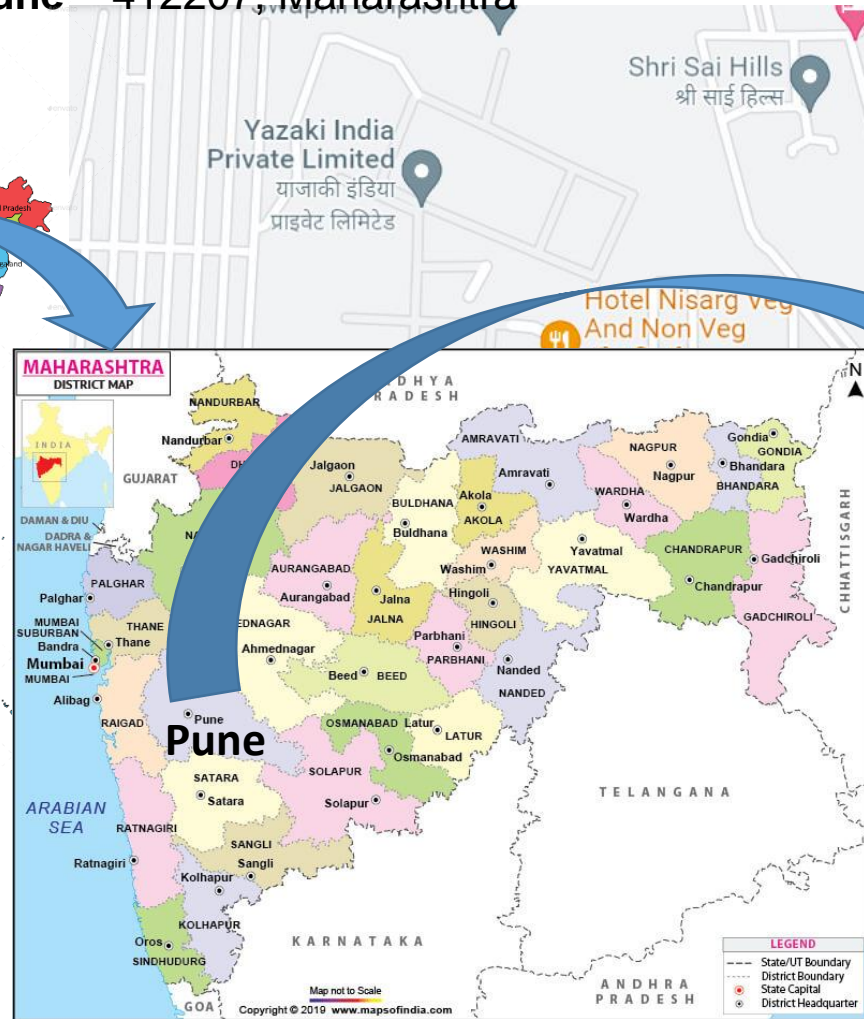 412207, Maharashtra
Shri Sai Hills
श्री साई हिल्स
Yazaki India
Private Limited
याजाकी इंडिया
प्राइवेट लिमिटेड
Pradesh
Hotel Nisarg Veg
And Non Veg
MAHARASHTRA
DISTRICT MAP
INDIA
N
NANDURBAR
Nandurbar
GUJARAT
Jalgaon
JALGAON
AMRAVATI
Amravati
NAGPUR
Nagpur
Gondia
GONDIA
Bhandara
BHANDARA
BULDHANA
Buldhana
Akola
AKOLA
WARDHA
Wardha
CHHATTISGARH
DAMAN & DIU
DADRA &
NAGAR HAVELI
AURANGABAD
Aurangabad
WASHIM
Washim
Yavatmal
YAVATMAL
CHANDRAPUR
Chandrapur
Gadchiroli
GADCHIROLI
PALGHAR
Palghar
Jalna
JALNA
Hingoli
HINGOLI
THANE
Thane
MUMBAI
SUBURBAN
Bandra
Mumbai
MUMBAI
Ahmednagar
Parbhani
PARBHANI
Beed
BEED
Nanded
NANDED
Alibag
RAIGAD
Pune
Pune
OSMANABAD
Osmanabad
Latur
LATUR
SATARA
Satara
SOLAPUR
Solapur
TELANGANA
ARABIAN
SEA
RATNAGIRI
Ratnagiri
SANGLI
Sangli
Kolhapur
KOLHAPUR
Oros
SINDHUDURG
KARNATAKA
GOA
ANDHRA
PRADESH
LEGEND
State/UT Boundary
District Boundary
State Capital
District Headquarter
Map not to Scale
Copyright © 2019 www.mapsofindia.com